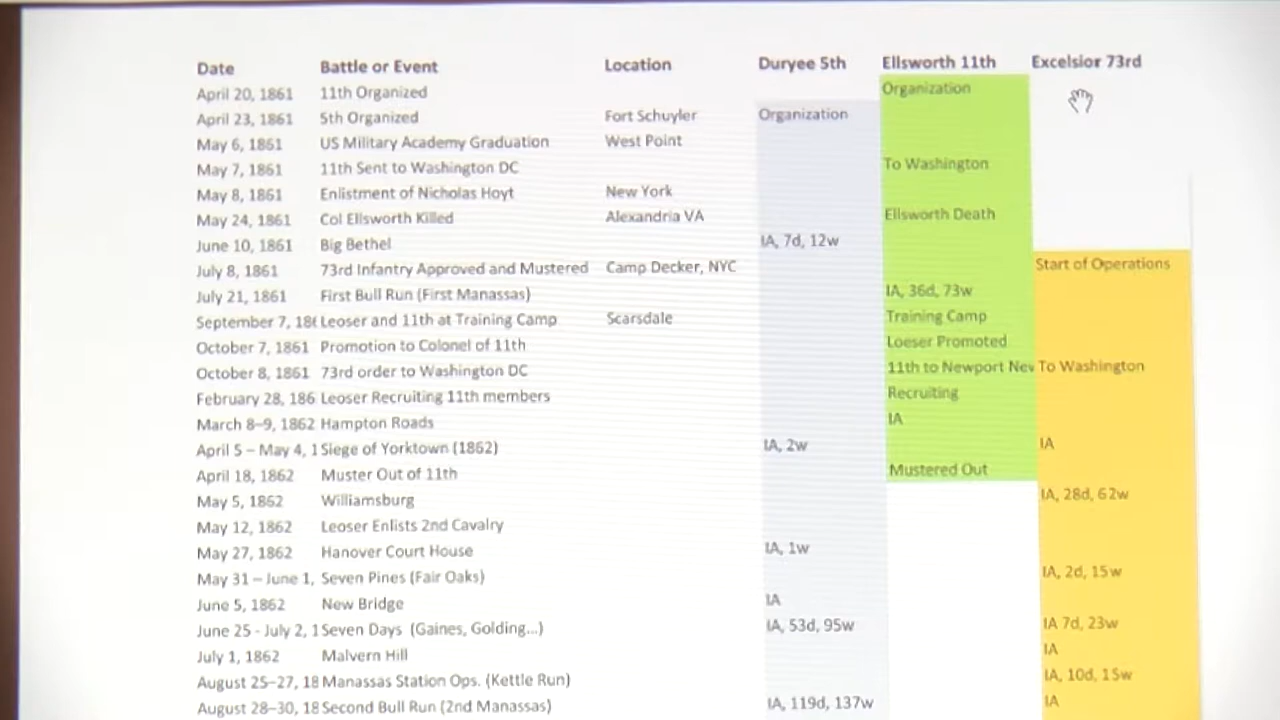 Date Battle or Event Location Duryee 5th Ellsworth 11th Excelsior 73rd
April 20, 1861 11th Organized Organization
April 23, 1861 5th Organized Fort Schuyler Organization
May 6, 1861 US Military Academy Graduation West Point
May 7, 1861 11th Sent to Washington DC To Washington
May 8, 1861 Enlistment of Nicholas Hoyt New York
May 24, 1861 Col Ellsworth Killed Alexandria VA Ellsworth Death
June 10, 1861 Big Bethel IA, 7d, 12w
July 8, 1861 73rd Infantry Approved and Mustered Camp Decker, NYC Start of Operations
July 21, 1861 First Bull Run (First Manassas) IA, 36d, 73w
September 7, 186 Leoser and 11th at Training Camp Scarsdale Training Camp
October 7, 1861 Promotion to Colonel of 11th Loeser Promoted
October 8, 1861 73rd order to Washington DC 11th to Newport Nev To Washington
February 28, 186 Leoser Recruiting 11th members Recruiting
March 8–9, 1862 Hampton Roads IA
April 5 – May 4, 1 Siege of Yorktown (1862) IA, 2w IA
April 18, 1862 Muster Out of 11th Mustered Out
May 5, 1862 Williamsburg IA, 28d, 62w
May 12, 1862 Leoser Enlists 2nd Cavalry
May 27, 1862 Hanover Court House IA, 1w
May 31 – June 1, Seven Pines (Fair Oaks) IA, 2d, 15w
June 5, 1862 New Bridge IA
June 25 - July 2, 1 Seven Days (Gaines, Golding...) IA, 53d, 95w IA 7d, 23w
July 1, 1862 Malvern Hill IA
August 25–27, 18 Manassas Station Ops. (Kettle Run) IA, 10d, 15w
August 28–30, 18 Second Bull Run (2nd Manassas) IA, 119d, 137w IA